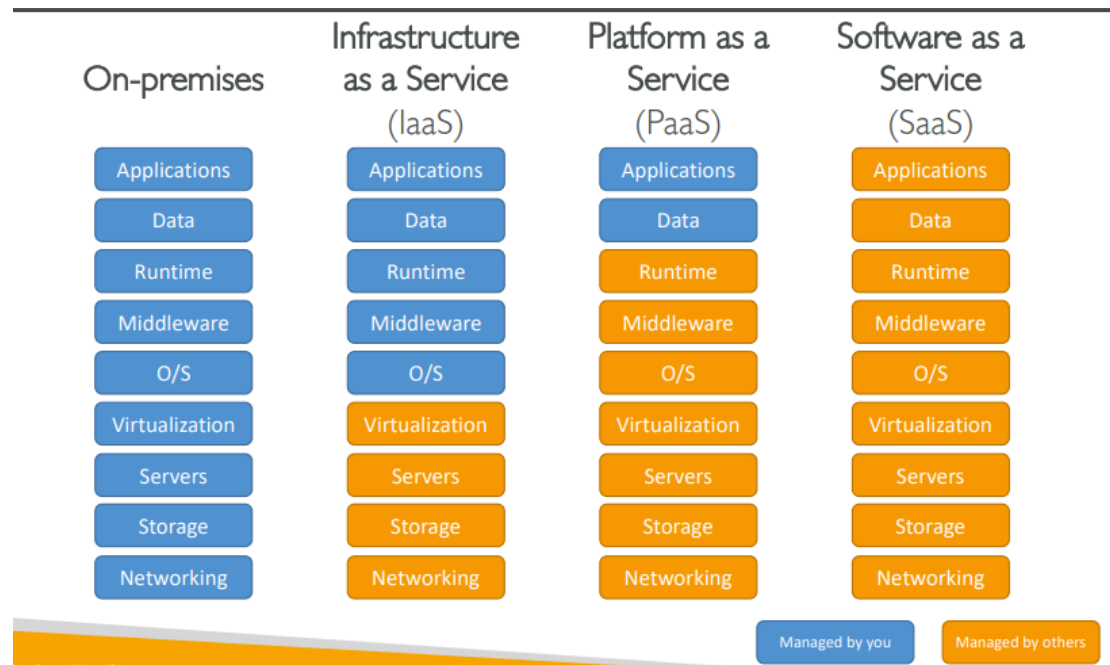 On-premises
Infrastructure
as a Service
(IaaS)
Platform as a
Service
(PaaS)
Software as a
Service
(SaaS)
Applications
Data
Runtime
Middleware
O/S
Virtualization
Servers
Storage
Networking
Applications
Data
Runtime
Middleware
O/S
Virtualization
Servers
Storage
Networking
Applications
Data
Runtime
Middleware
O/S
Virtualization
Servers
Storage
Networking
Applications
Data
Runtime
Middleware
O/S
Virtualization
Servers
Storage
Networking
Managed by you
Managed by others